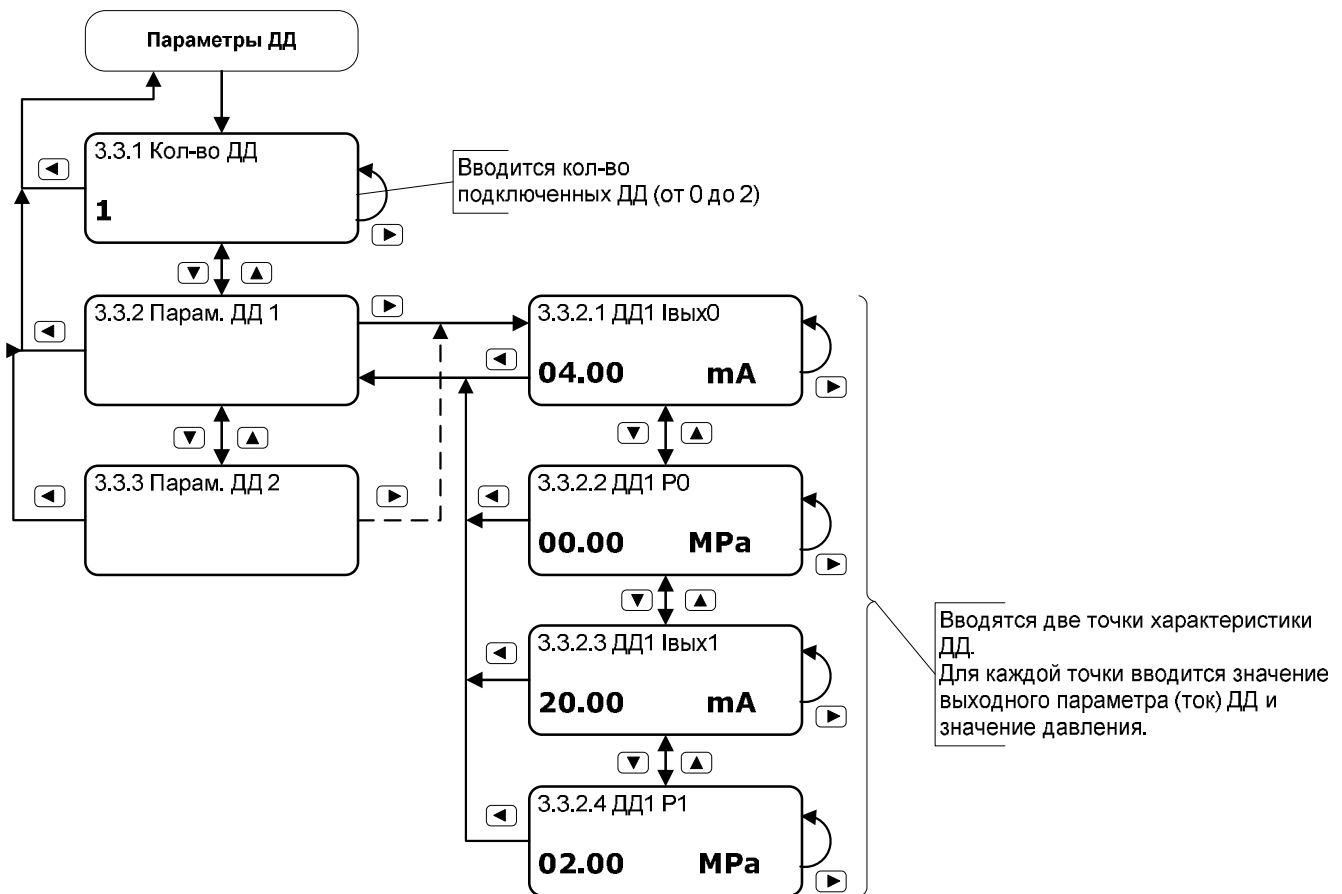 Параметры ДД
3.3.1 Кол-во ДД
1
Вводится кол-во
подключенных ДД (от 0 до 2)
3.3.2 Парам. ДД 1
3.3.3 Парам. ДД 2
3.3.2.1 ДД1 Iвых0
04.00 mA
3.3.2.2 ДД1 P0
00.00 MPa
3.3.2.3 ДД1 Iвых1
20.00 mA
3.3.2.4 ДД1 P1
02.00 MPa
Вводятся две точки характеристики
ДД.
Для каждой точки вводится значение
выходного параметра (ток) ДД и
значение давления.